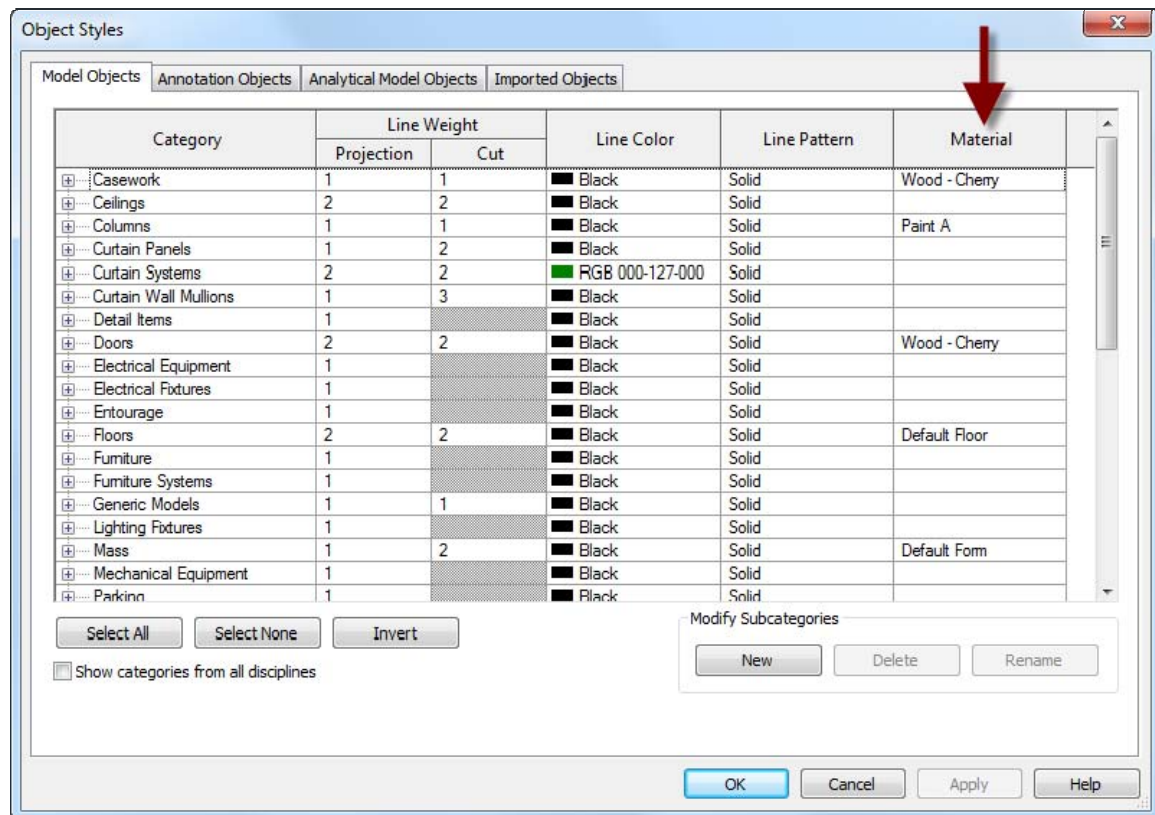 Object Styles
Model Objects Annotation Objects Analytical Model Objects Imported Objects
Category Line Weight Line Color Line Pattern Material
Projection Cut
Casework 1 1 Black Solid Wood - Cherry
Ceilings 2 2 Black Solid
Columns 1 1 Black Solid Paint A
Curtain Panels 1 2 Black Solid
Curtain Systems 2 2 RGB 000-127-000 Solid
Curtain Wall Mullions 1 3 Black Solid
Detail Items 1 Black Solid
Doors 2 2 Black Solid Wood - Cherry
Electrical Equipment 1 Black Solid
Electrical Fixtures 1 Black Solid
Entourage 1 Black Solid
Floors 2 2 Black Solid Default Floor
Furniture 1 Black Solid
Furniture Systems 1 Black Solid
Generic Models 1 1 Black Solid
Lighting Fixtures 1 Black Solid
Mass 1 2 Black Solid Default Form
Mechanical Equipment 1 Black Solid
Parking 1 Black Solid
Select All Select None Invert
Modify Subcategories
New Delete Rename
Show categories from all disciplines
OK Cancel Apply Help